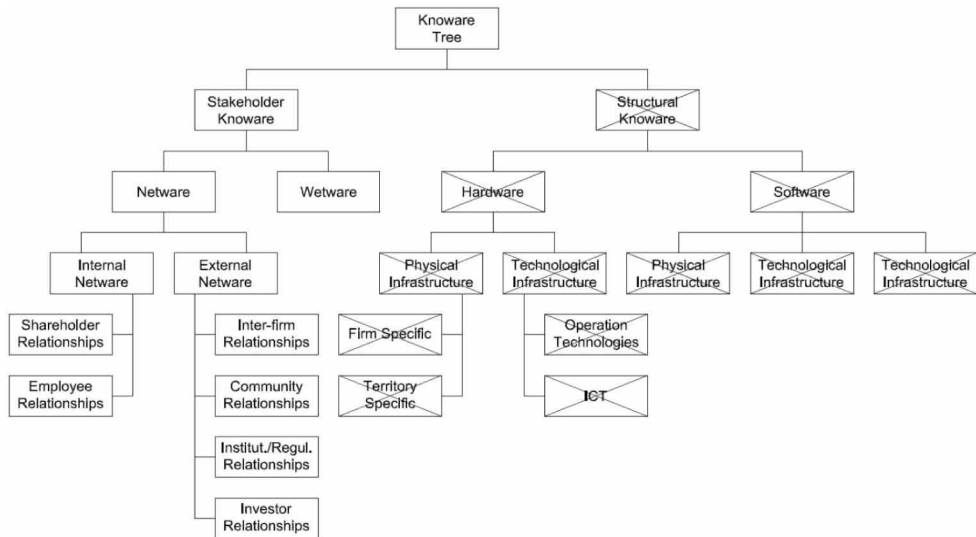 Knoware
Tree
Stakeholder
Knoware
Structural
Knoware
Netware
Wetware
Hardware
Software
Internal
Netware
External
Netware
Physical
Infrastructure
Technological
Infrastructure
Physical
Infrastructure
Technological
Infrastructure
Technological
Infrastructure
Shareholder
Relationships
Inter-firm
Relationships
Firm Specific
Operation
Technologies
Employee
Relationships
Community
Relationships
Territory
Specific
ICT
Institut./Regul.
Relationships
Investor
Relationships